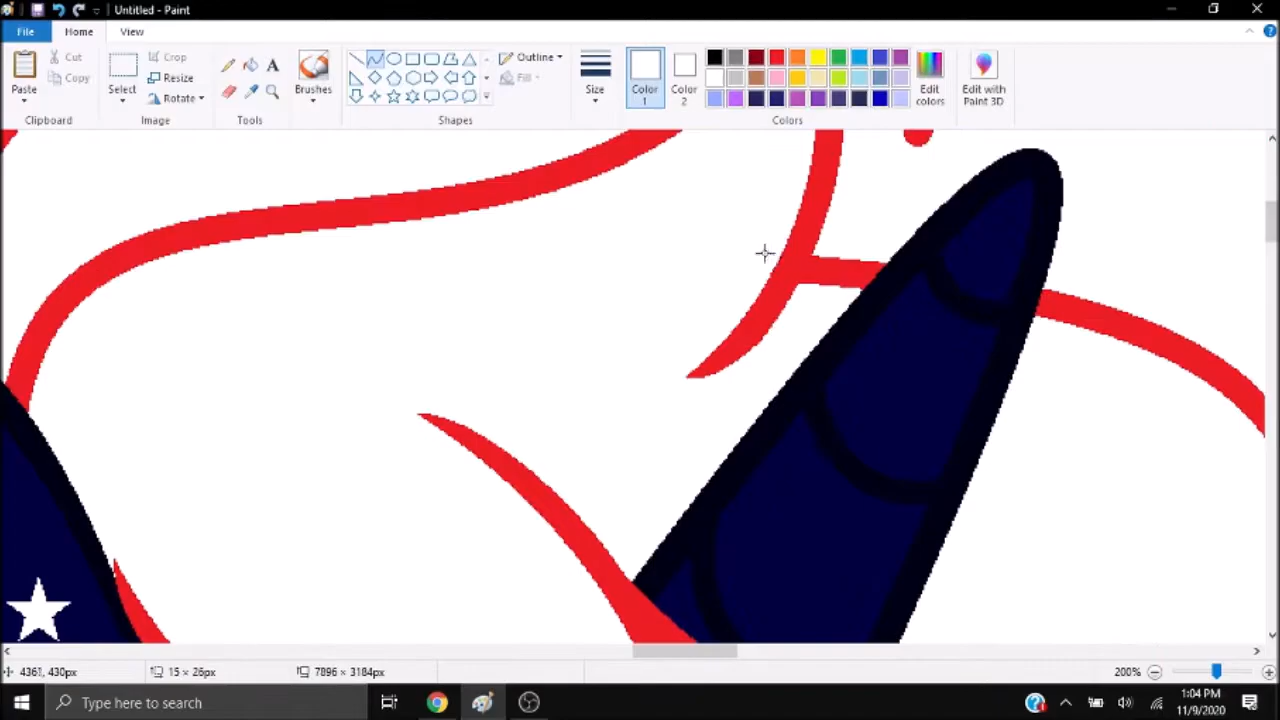 Untitled - Paint
File Home View
Paste
Cut
Copy
Clipboard
Select
Crop
Resize
Rotate
Image
A
Tools
Brushes
Outline
Fill
Shapes
Size
Color
1
Color
2
Colors
Edit
colors
Edit with
Paint 3D
4361, 430px
15 × 26px
7896 × 3184px
200%
Type here to search
1:04 PM
11/9/2020